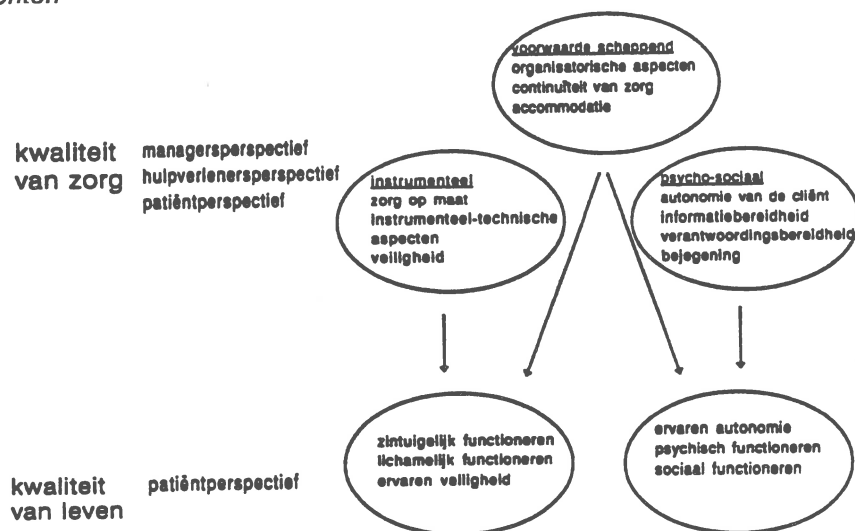 voorwaarde scheppend
organisatorische aspecten
continuïteit van zorg
accommodatie
kwaliteit
van zorg
managersperspectief
hulpverlenersperspectief
patiëntperspectief
instrumenteel
zorg op maat
instrumenteel-technische
aspecten
veiligheid
psycho-sociaal
autonomie van de cliënt
informatiebereidheid
verantwoordingsbereidheid
bejegening
zintuigelijk functioneren
lichamelijk functioneren
ervaren veiligheid
ervaren autonomie
psychisch functioneren
sociaal functioneren
kwaliteit
van leven
patiëntperspectief